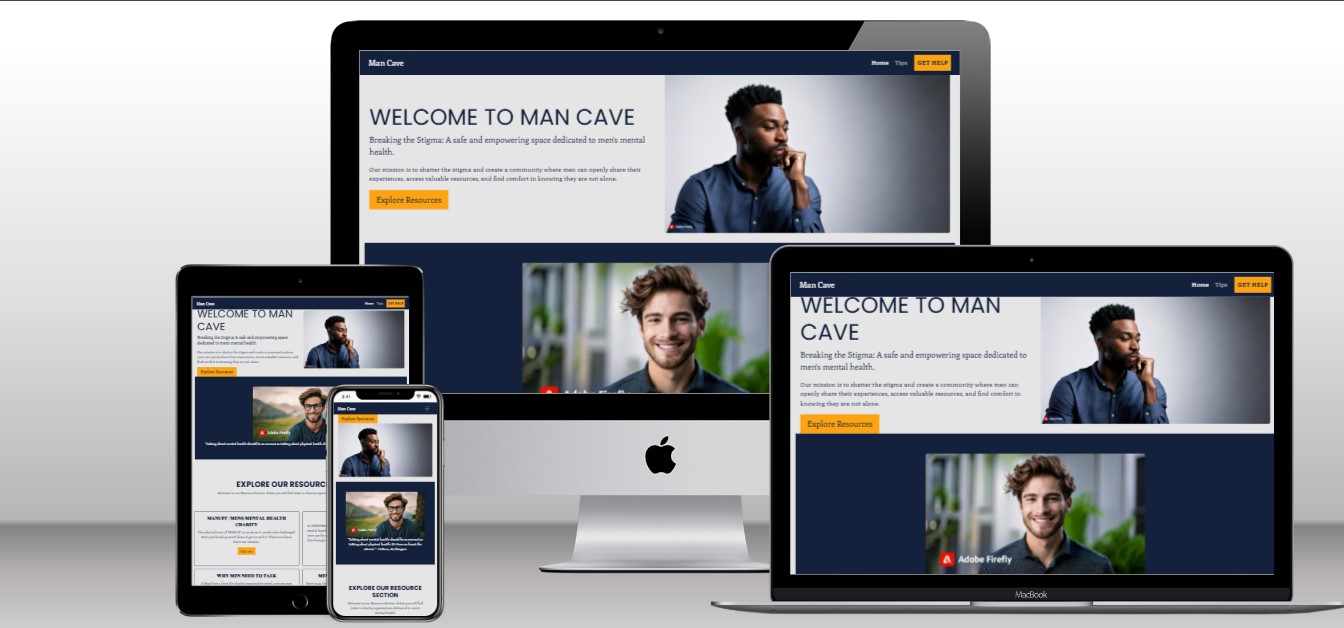 Man Cave
Home Tips GET HELP
WELCOME TO MAN CAVE
Breaking the Stigma: A safe and empowering space dedicated to men's mental
health.
Our mission is to shatter the stigma and create a community where men can openly share their
experiences, access valuable resources, and find comfort in knowing they are not alone.
Explore Resources
Adobe Firefly
Man Cave
Home Tips GET HELP
WELCOME TO MAN
CAVE
Breaking the Stigma: A safe and empowering space
dedicated to men's mental health.
Explore Resources
Adobe Firefly
EXPLORE OUR RESOURC
MANUP?: MENS MENTAL HEALTH
CHARITY
WHY MEN NEED TO TALK
Man Cave
Explore Resources
EXPLORE OUR RESOURCE
SECTION
Man Cave
Home Tips GET HELP
WELCOME TO MAN
CAVE
Breaking the Stigma: A safe and empowering space dedicated to
men's mental health.
Our mission is to shatter the stigma and create a community where men can
openly share their experiences, access valuable resources, and find comfort in
knowing they are not alone.
Explore Resources
Adobe Firefly
MacBook